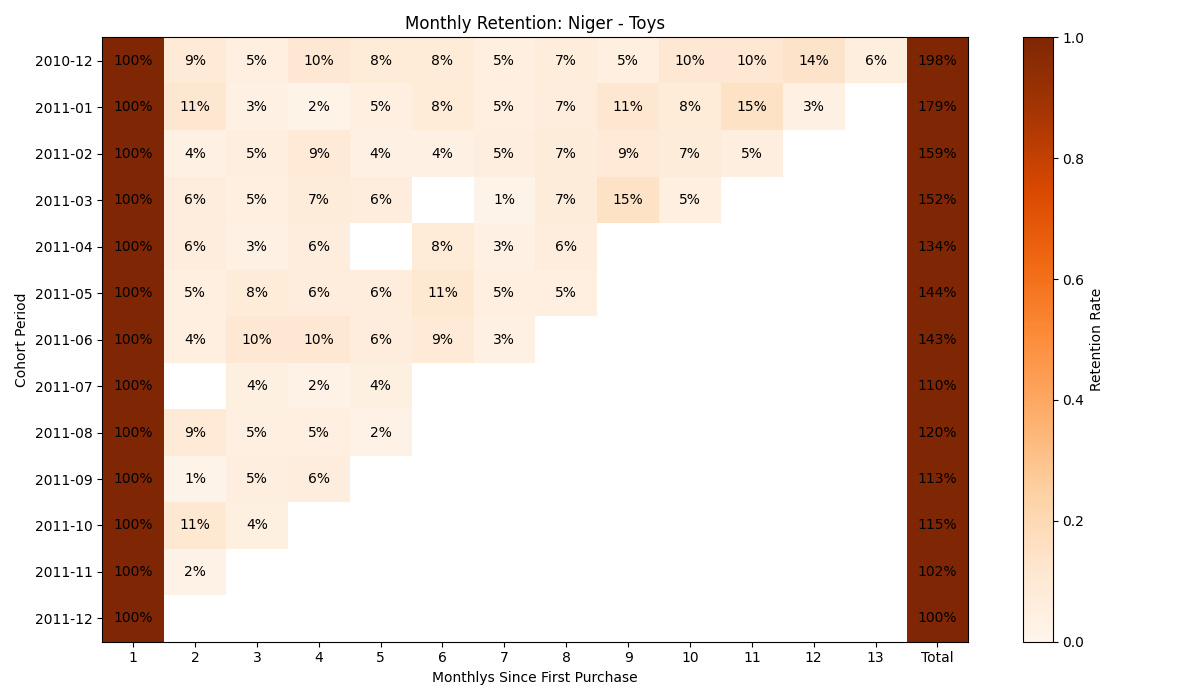 Monthly Retention: Niger - Toys
2010-12 100% 9% 5% 10% 8% 8% 5% 7% 5% 10% 10% 14% 6% 198%
2011-01 100% 11% 3% 2% 5% 8% 5% 7% 11% 8% 15% 3% 179%
2011-02 100% 4% 5% 9% 4% 4% 5% 7% 9% 7% 5% 159%
2011-03 100% 6% 5% 7% 6% 1% 7% 15% 5% 152%
2011-04 100% 6% 3% 6% 8% 3% 6% 134%
2011-05 100% 5% 8% 6% 6% 11% 5% 5% 144%
2011-06 100% 4% 10% 10% 6% 9% 3% 143%
2011-07 100% 4% 2% 4% 110%
2011-08 100% 9% 5% 5% 2% 120%
2011-09 100% 1% 5% 6% 113%
2011-10 100% 11% 4% 115%
2011-11 100% 2% 102%
2011-12 100% 100%
1 2 3 4 5 6 7 8 9 10 11 12 13 Total
Monthlys Since First Purchase
Cohort Period
1.0
0.8
0.6
0.4
0.2
0.0
Retention Rate